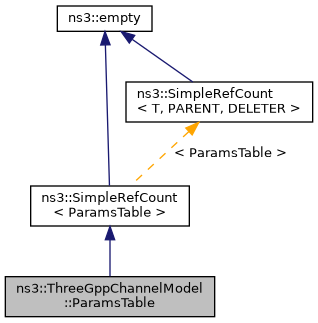 ns3::empty
ns3::SimpleRefCount
< T, PARENT, DELETER >
< ParamsTable >
ns3::SimpleRefCount
< ParamsTable >
ns3::ThreeGppChannelModel
::ParamsTable